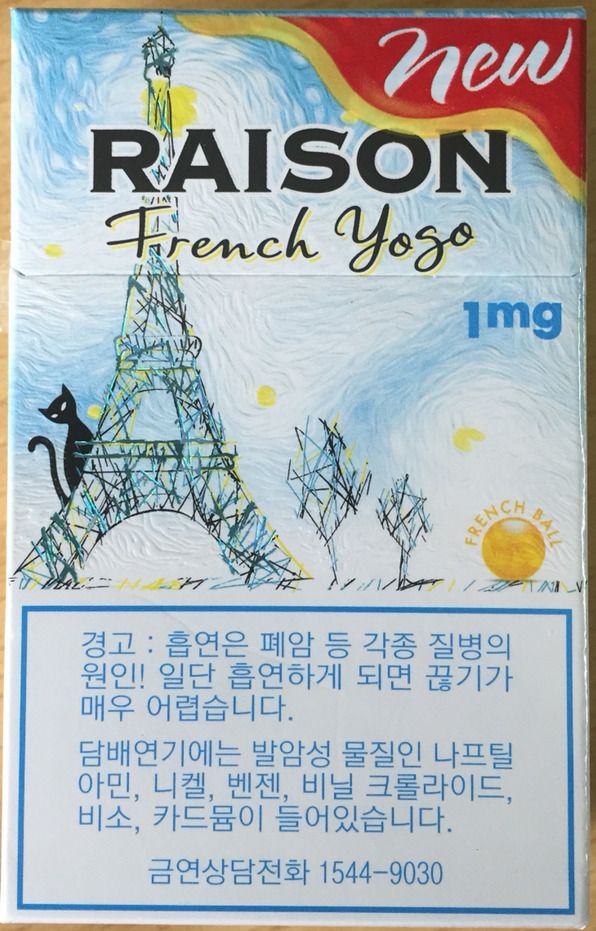 new
RAISON
French Yogo
1mg
FRENCH BALL
경고 : 흡연은 폐암 등 각종 질병의
원인! 일단 흡연하게 되면 끊기가
매우 어렵습니다.
담배연기에는 발암성 물질인 나프틸
아민, 니켈, 벤젠, 비닐 크롤라이드,
비소, 카드뮴이 들어있습니다.
금연상담전화 1544-9030